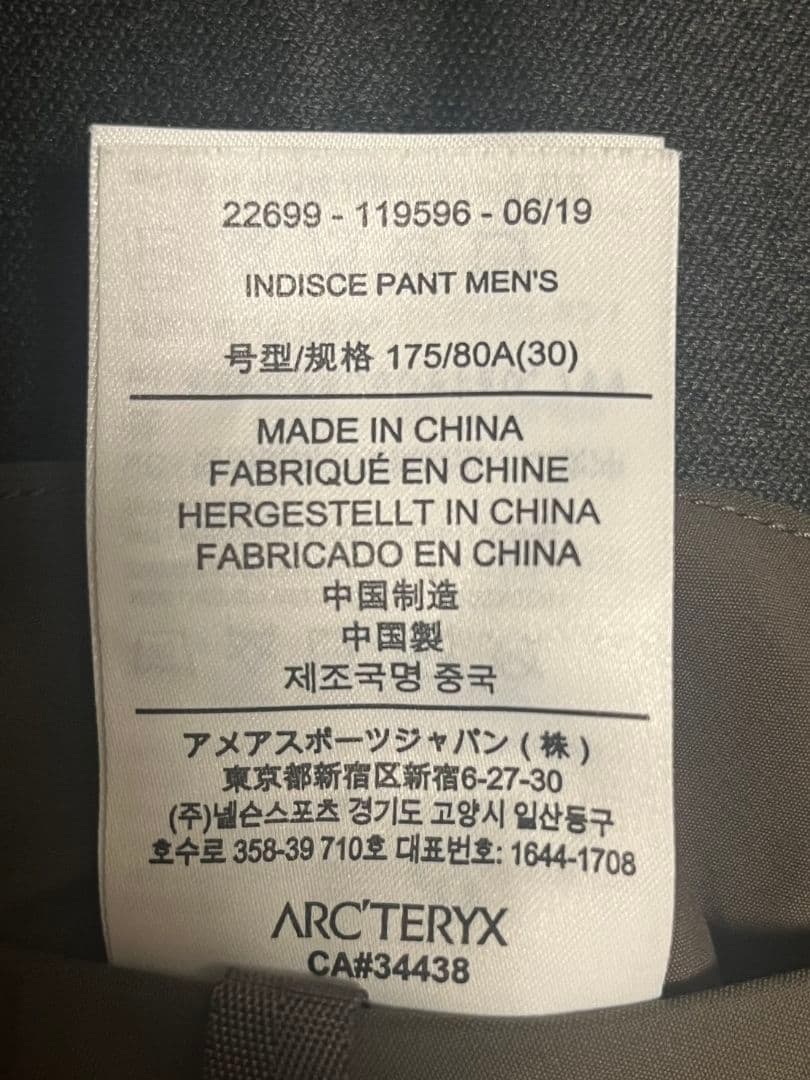 22699 - 119596 - 06/19
INDISCE PANT MEN'S
号型/规格 175/80A(30)
MADE IN CHINA
FABRIQUÉ EN CHINE
HERGESTELLT IN CHINA
FABRICADO EN CHINA
中国制造
中国製
제조국명 중국
アメアスポーツジャパン(株)
東京都新宿区新宿6-27-30
(주)넬슨스포츠 경기도 고양시 일산동구
호수로 358-39 710호 대표번호: 1644-1708
ARC'TERYX
CA#34438